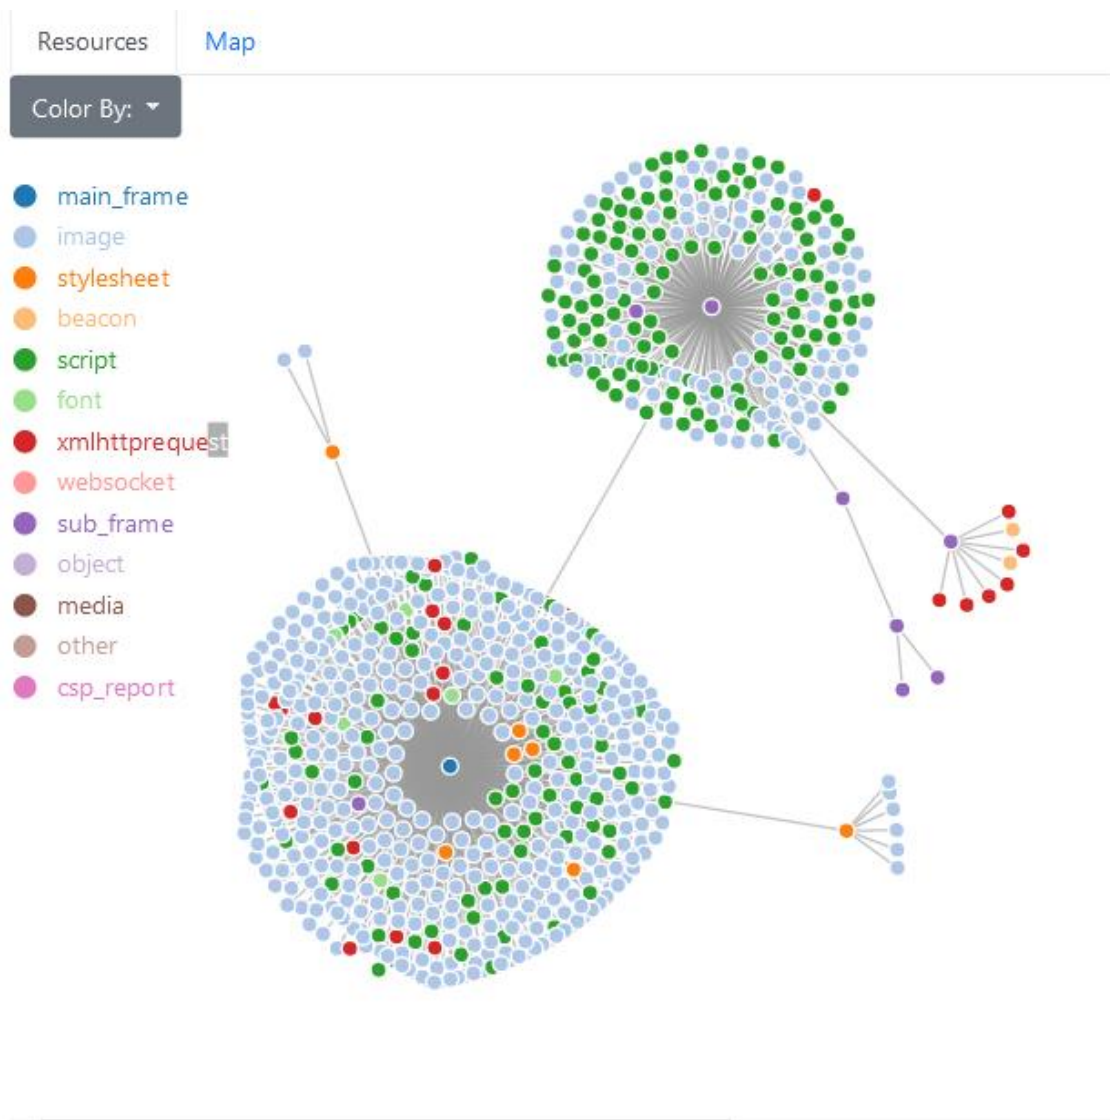 Resources Map
Color By:
main_frame
image
stylesheet
beacon
script
font
xmlhttprequest
websocket
sub_frame
object
media
other
csp_report